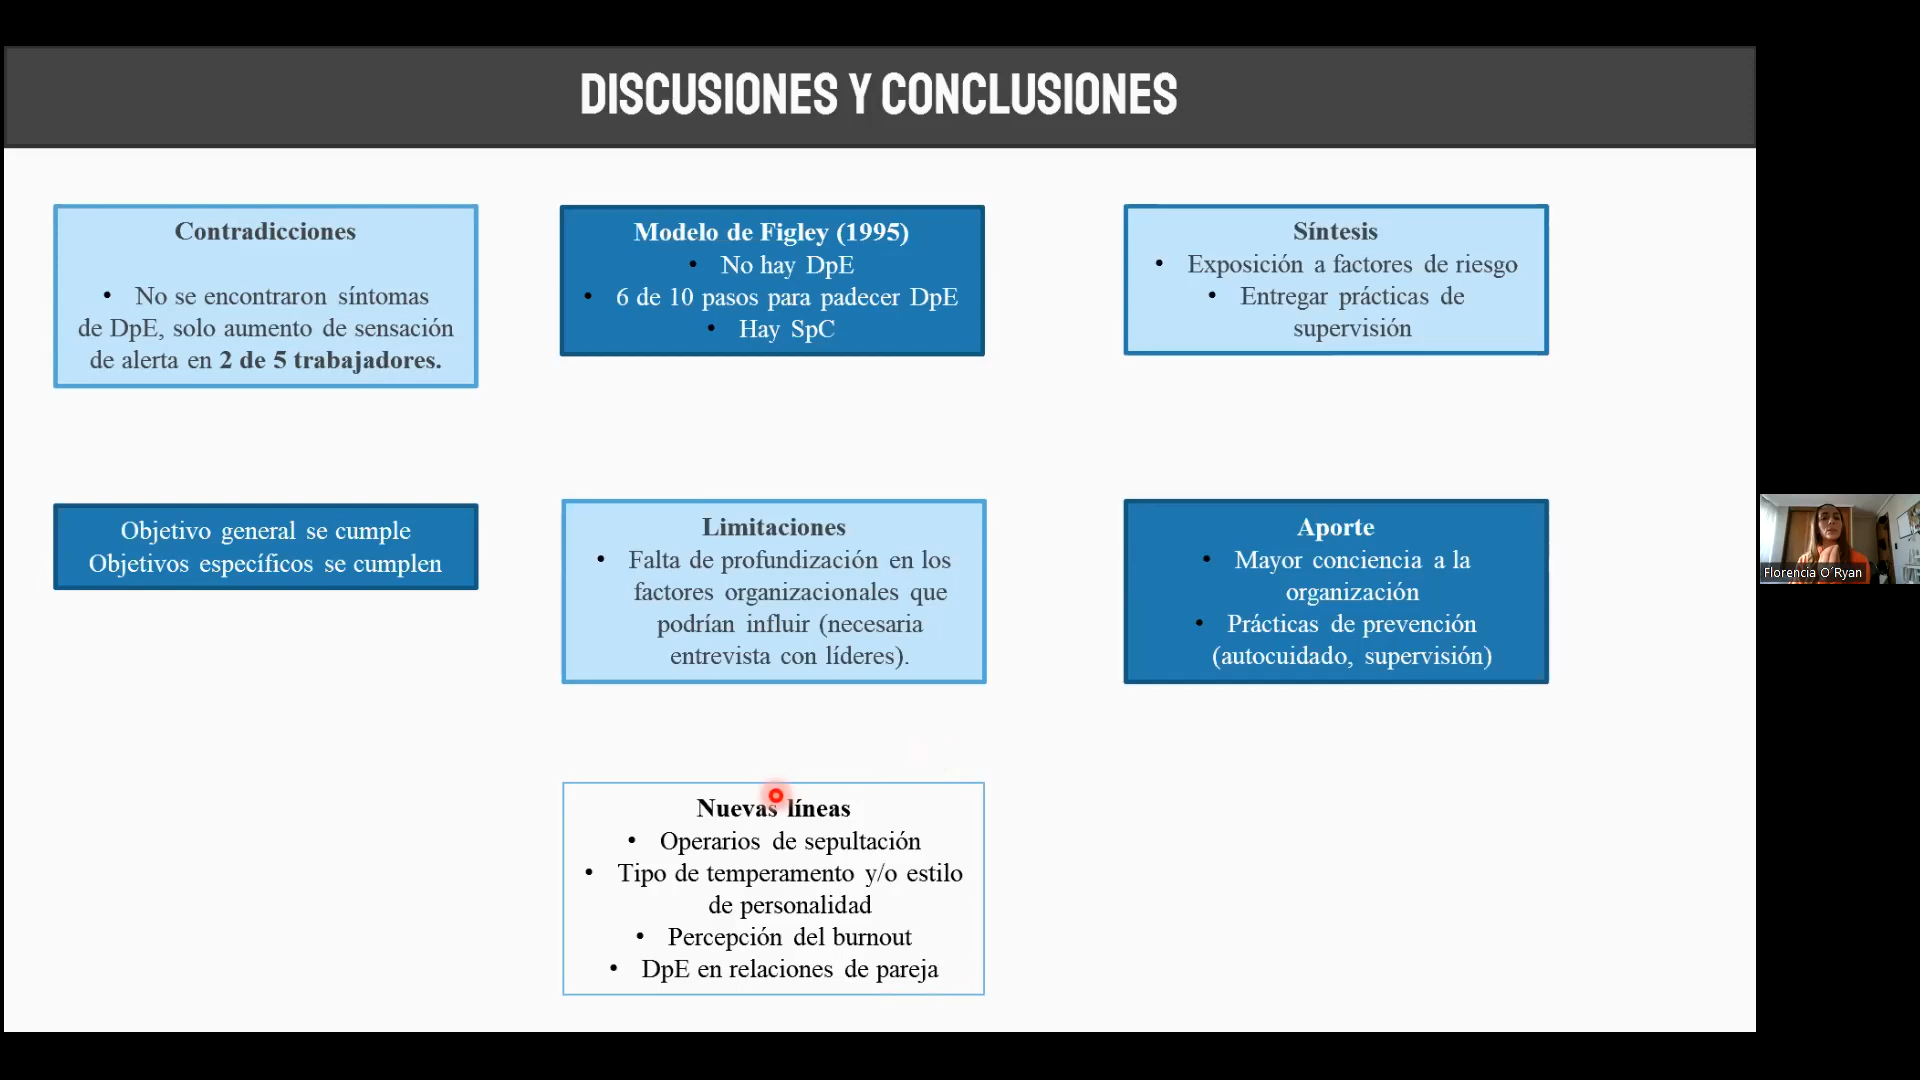 DISCUSIONES Y CONCLUSIONES
Contradicciones
• No se encontraron síntomas
de DpE, solo aumento de sensación
de alerta en 2 de 5 trabajadores.
Modelo de Figley (1995)
• No hay DpE
• 6 de 10 pasos para padecer DpE
• Hay SpC
Síntesis
• Exposición a factores de riesgo
• Entregar prácticas de
supervisión
Objetivo general se cumple
Objetivos específicos se cumplen
Limitaciones
• Falta de profundización en los
factores organizacionales que
podrían influir (necesaria
entrevista con líderes).
Aporte
• Mayor conciencia a la
organización
• Prácticas de prevención
(autocuidado, supervisión)
Nuevas líneas
• Operarios de sepultación
• Tipo de temperamento y/o estilo
de personalidad
• Percepción del burnout
• DpE en relaciones de pareja
Florencia O´Ryan